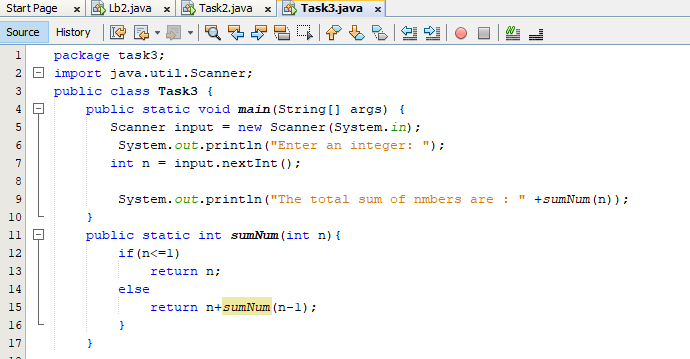 Start Page Lb2.java Task2.java Task3.java
Source History
1 package task3;
2 import java.util.Scanner;
3 public class Task3 {
4 public static void main(String[] args) {
5 Scanner input = new Scanner(System.in);
6 System.out.println("Enter an integer: ");
7 int n = input.nextInt();
8
9 System.out.println("The total sum of nmbers are : " +sumNum(n));
10 }
11 public static int sumNum(int n){
12 if(n<=1)
13 return n;
14 else
15 return n+sumNum(n-1);
16 }
17 }